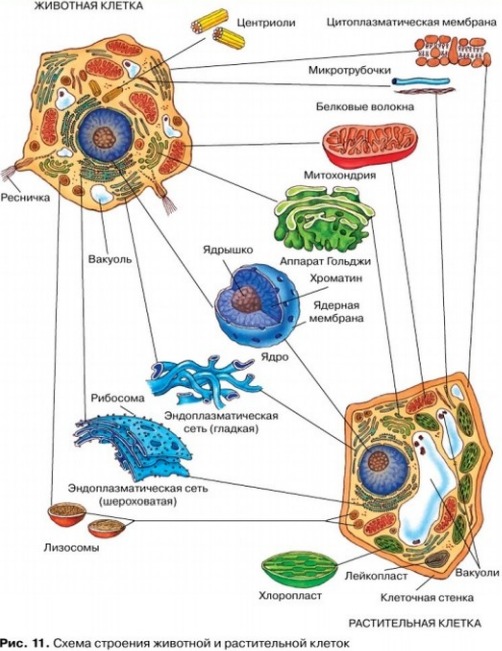 ЖИВОТНАЯ КЛЕТКА
Центриоли
Цитоплазматическая мембрана
Микротрубочки
Белковые волокна
Митохондрия
Ресничка
Вакуоль
Аппарат Гольджи
Ядрышко
Хроматин
Ядерная
мембрана
Ядро
Эндоплазматическая
сеть (гладкая)
Рибосома
Эндоплазматическая сеть
(шероховатая)
Лизосомы
Хлоропласт
Лейкопласт
Вакуоли
Клеточная стенка
РАСТИТЕЛЬНАЯ КЛЕТКА
Рис. 11. Схема строения животной и растительной клеток